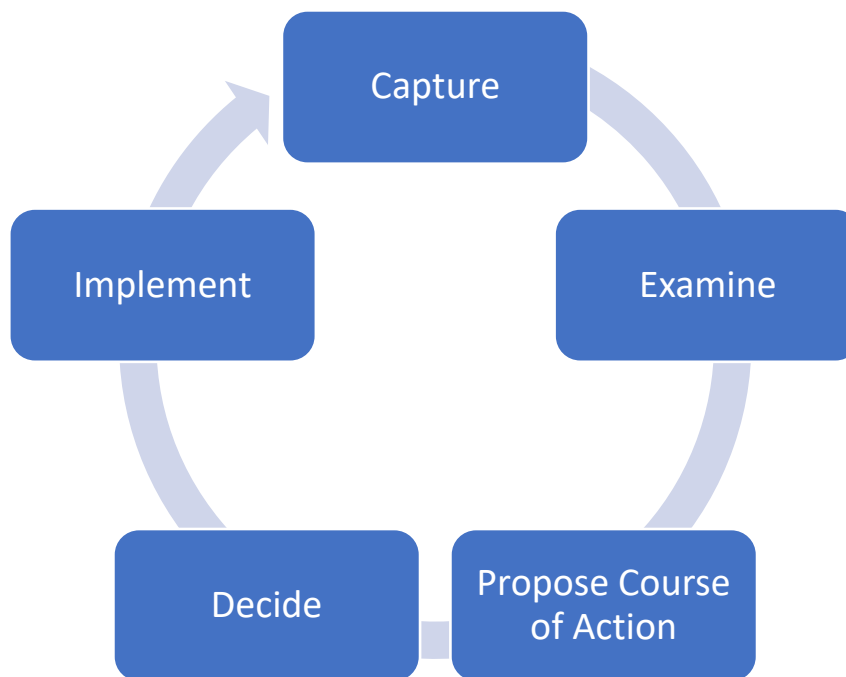 Capture
Examine
Propose Course
of Action
Decide
Implement